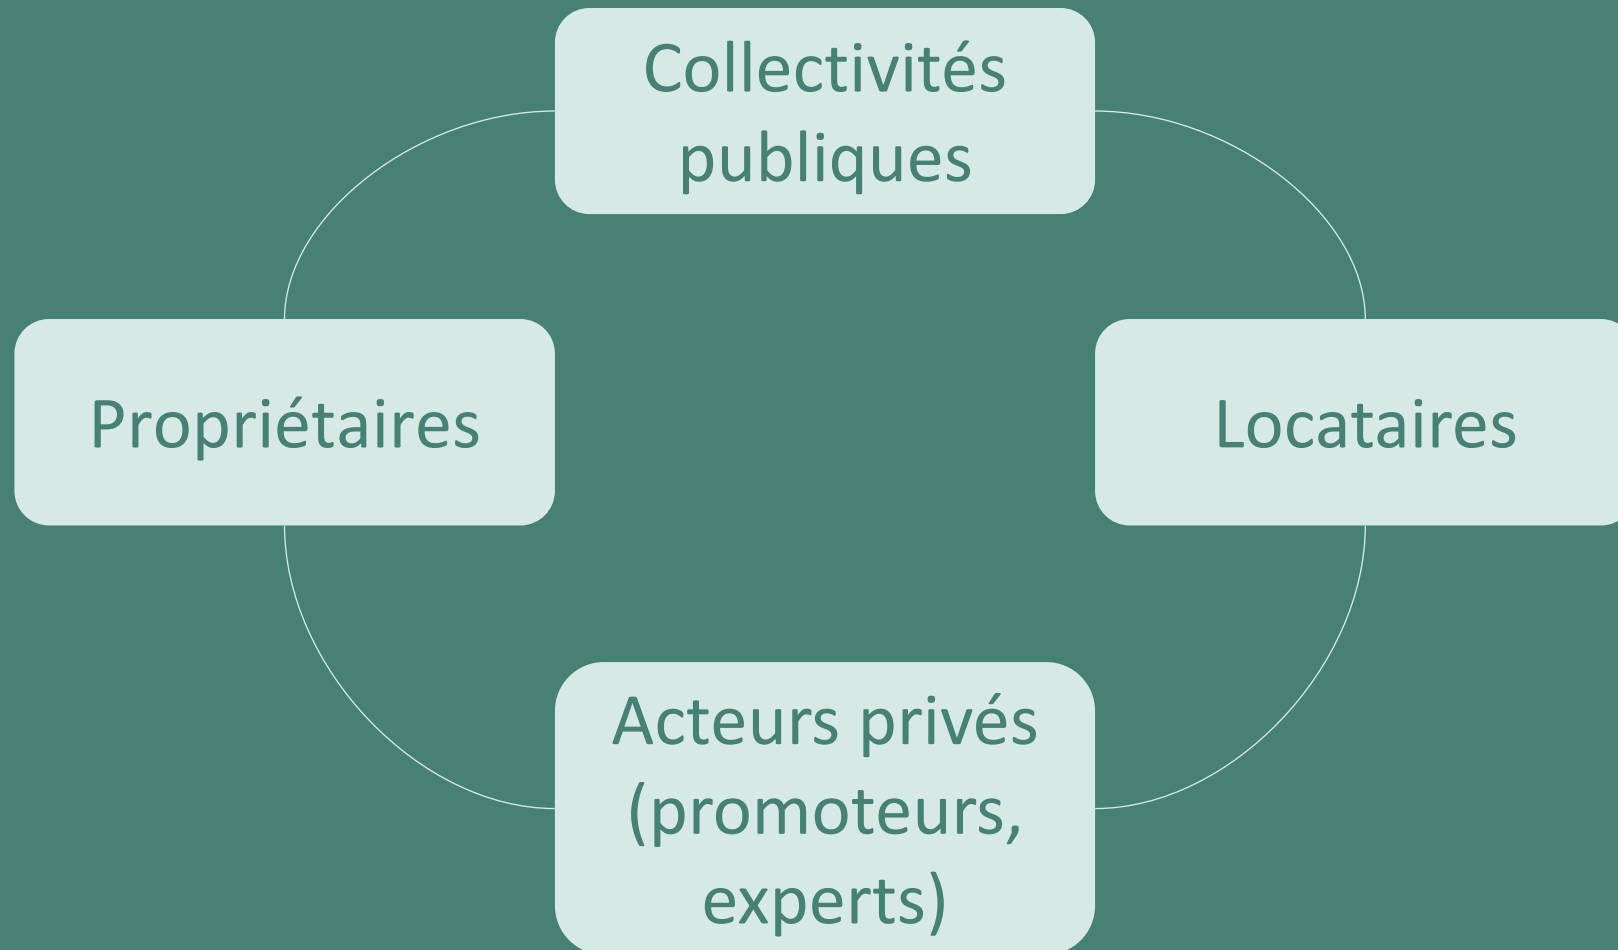 Collectivités
publiques
Propriétaires
Locataires
Acteurs privés
(promoteurs,
experts)